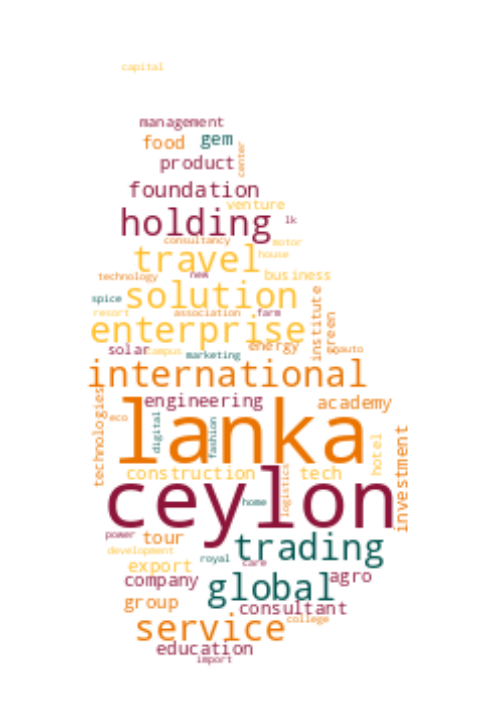 capital
management
food
gem
center
product
foundation
venture
holding
lk
consultancy
motor
travel
house
technology
new
business
spice
solution
resort
association
farm
institute
green
enterprise
solar
campus
marketing
energy
auto
international
technologies
engineering
academy
eco
lanka
digital
fashion
hotel
investment
construction
logistics
tech
ceylon
home
power
tour
trading
development
export
royal
care
company
global
agro
group
consultant
service
college
education
import